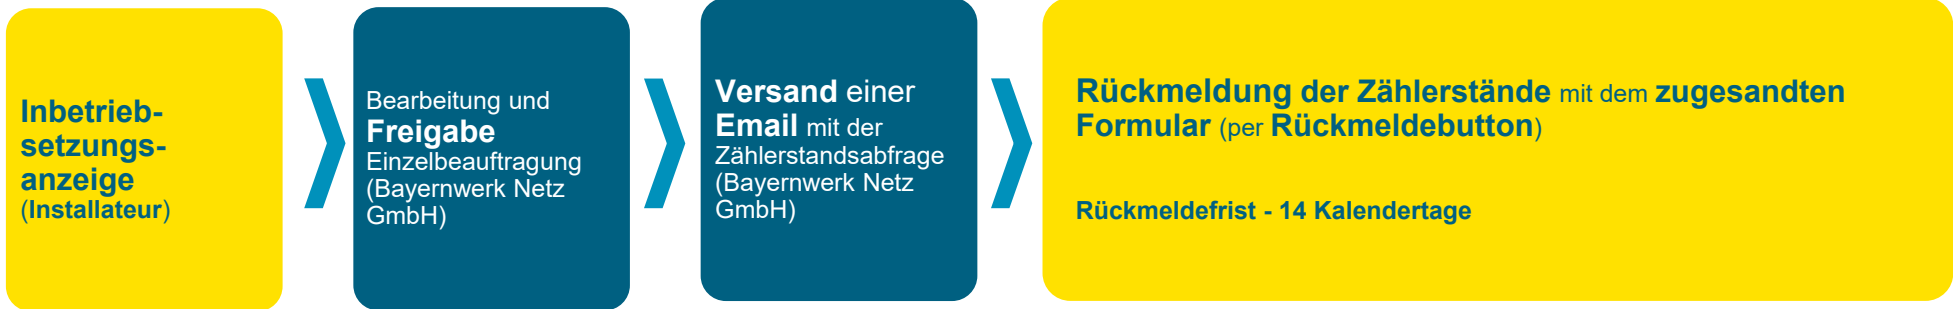 Inbetrieb-
setzungs-
anzeige
(Installateur)
Bearbeitung und
Freigabe
Einzelbeauftragung
(Bayernwerk Netz
GmbH)
Versand einer
Email mit der
Zählerstandsabfrage
(Bayernwerk Netz
GmbH)
Rückmeldung der Zählerstände mit dem zugesandten
Formular (per Rückmeldebutton)
Rückmeldefrist - 14 Kalendertage